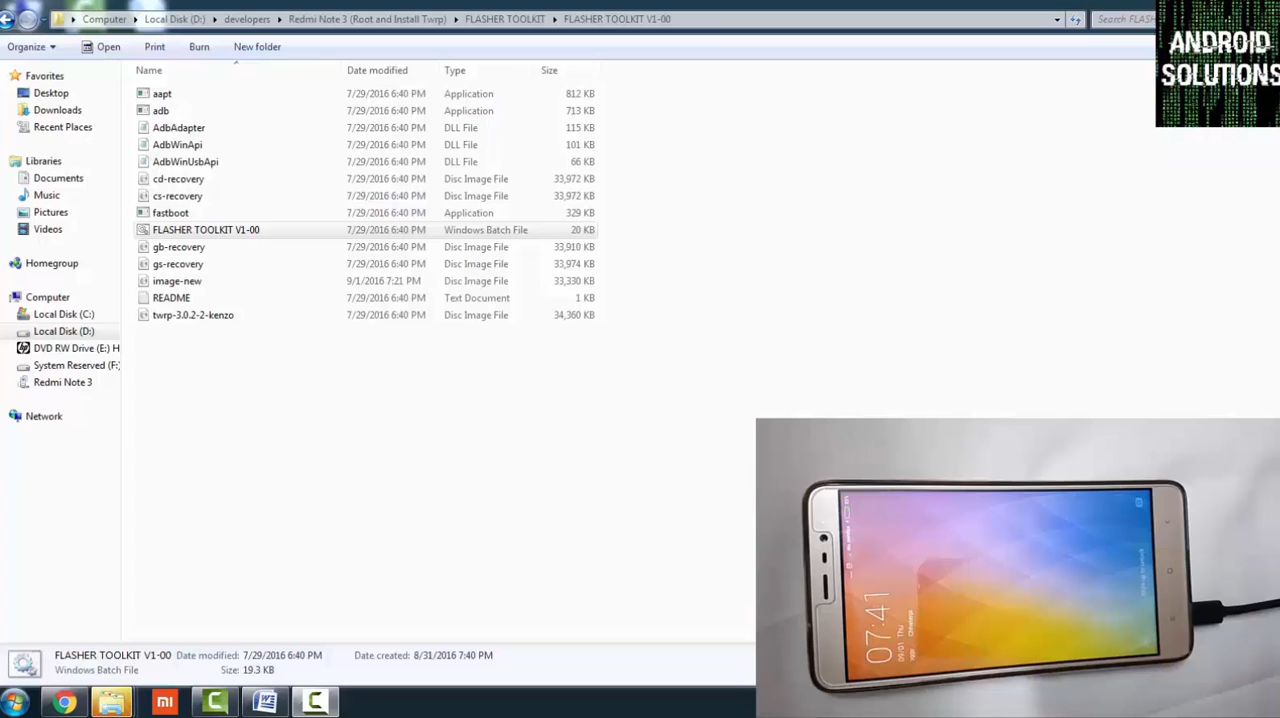 Computer Local Disk (D:) developers Redmi Note 3 (Root and Install Twrp) FLASHER TOOLKIT FLASHER TOOLKIT V1-00
Search FLASH
Organize Open Print Burn New folder
ANDROID
SOLUTIONS
Favorites
Desktop
Downloads
Recent Places
Libraries
Documents
Music
Pictures
Videos
Homegroup
Computer
Local Disk (C:)
Local Disk (D:)
DVD RW Drive (E:) H
System Reserved (F:)
Redmi Note 3
Network
Name Date modified Type Size
aapt 7/29/2016 6:40 PM Application 812 KB
adb 7/29/2016 6:40 PM Application 713 KB
AdbAdapter 7/29/2016 6:40 PM DLL File 115 KB
AdbWinApi 7/29/2016 6:40 PM DLL File 101 KB
AdbWinUsbApi 7/29/2016 6:40 PM DLL File 66 KB
cd-recovery 7/29/2016 6:40 PM Disc Image File 33,972 KB
cs-recovery 7/29/2016 6:40 PM Disc Image File 33,972 KB
fastboot 7/29/2016 6:40 PM Application 329 KB
FLASHER TOOLKIT V1-00 7/29/2016 6:40 PM Windows Batch File 20 KB
gb-recovery 7/29/2016 6:40 PM Disc Image File 33,910 KB
gs-recovery 7/29/2016 6:40 PM Disc Image File 33,974 KB
image-new 9/1/2016 7:21 PM Disc Image File 33,330 KB
README 7/29/2016 6:40 PM Text Document 1 KB
twrp-3.0.2-2-kenzo 7/29/2016 6:40 PM Disc Image File 34,360 KB
07:41
09/01 Thu
FLASHER TOOLKIT V1-00 Date modified: 7/29/2016 6:40 PM Date created: 8/31/2016 7:40 PM
Windows Batch File Size: 19.3 KB